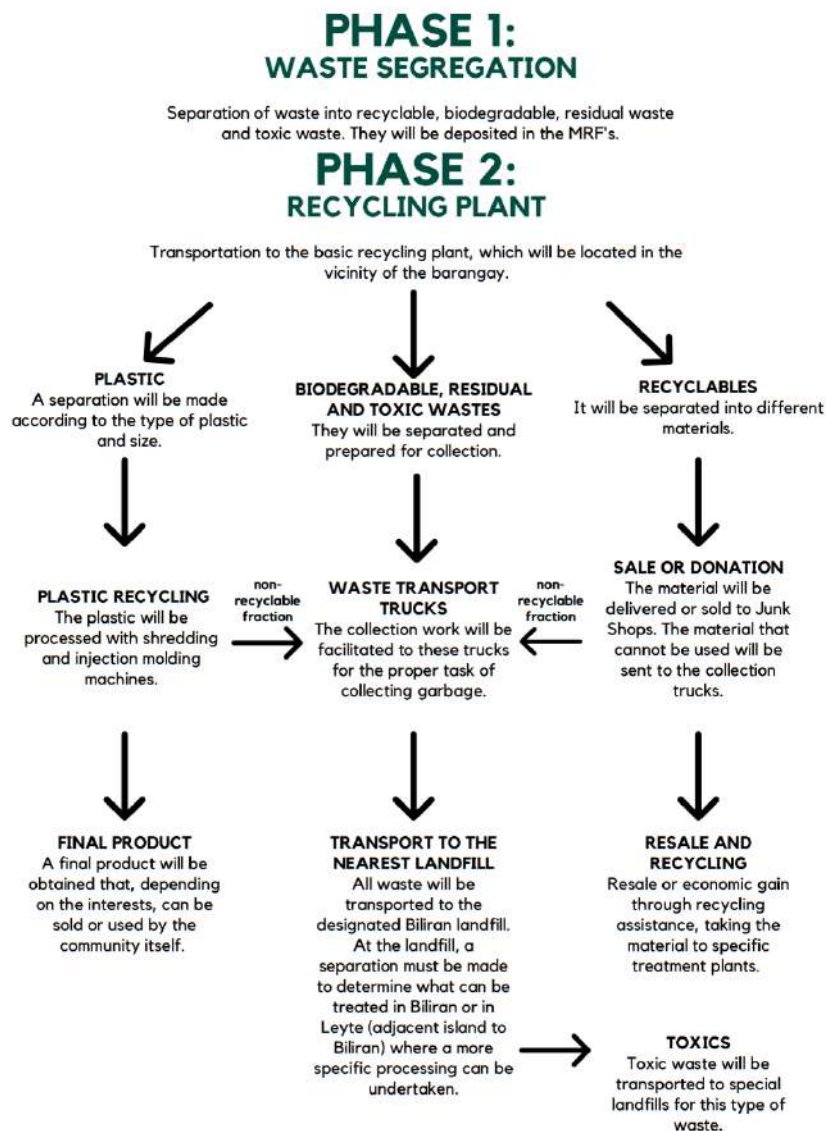 PHASE 1:
WASTE SEGREGATION
Separation of waste into recyclable, biodegradable, residual waste
and toxic waste. They will be deposited in the MRF's.
PHASE 2:
RECYCLING PLANT
Transportation to the basic recycling plant, which will be located in the
vicinity of the barangay.
PLASTIC
A separation will be made
according to the type of plastic
and size.
BIODEGRADABLE, RESIDUAL
AND TOXIC WASTES
They will be separated and
prepared for collection.
RECYCLABLES
It will be separated into different
materials.
PLASTIC RECYCLING
The plastic will be
processed with shredding
and injection molding
machines.
non-
recyclable
fraction
WASTE TRANSPORT
TRUCKS
The collection work will be
facilitated to these trucks
for the proper task of
collecting garbage.
non-
recyclable
fraction
SALE OR DONATION
The material will be
delivered or sold to Junk
Shops. The material that
cannot be used will be
sent to the collection
trucks.
FINAL PRODUCT
A final product will be
obtained that, depending
on the interests, can be
sold or used by the
community itself.
TRANSPORT TO THE
NEAREST LANDFILL
All waste will be
transported to the
designated Biliran landfill.
At the landfill, a
separation must be made
to determine what can be
treated in Biliran or in
Leyte (adjacent island to
Biliran) where a more
specific processing can be
undertaken.
RESALE AND
RECYCLING
Resale or economic gain
through recycling
assistance, taking the
material to specific
treatment plants.
TOXICS
Toxic waste will be
transported to special
landfills for this type of
waste.